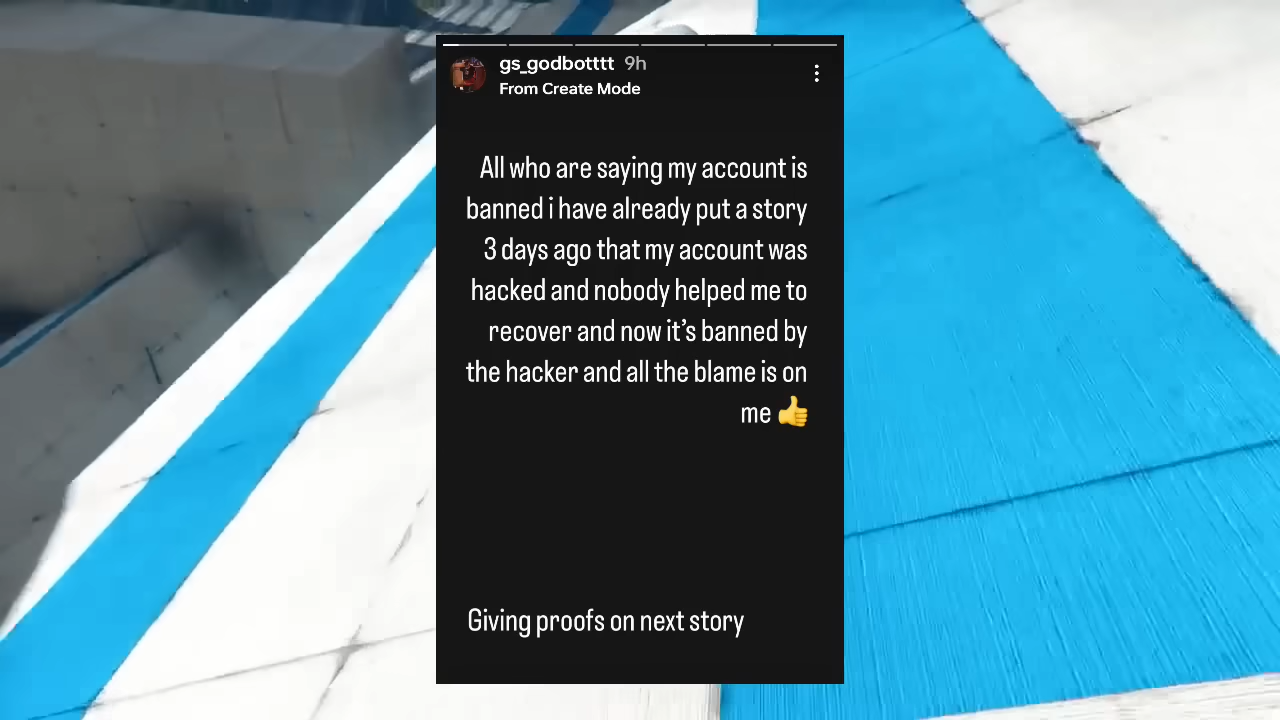 gs_godbotttt 9h
From Create Mode
All who are saying my account is
banned i have already put a story
3 days ago that my account was
hacked and nobody helped me to
recover and now it's banned by
the hacker and all the blame is on
me 👍
Giving proofs on next story